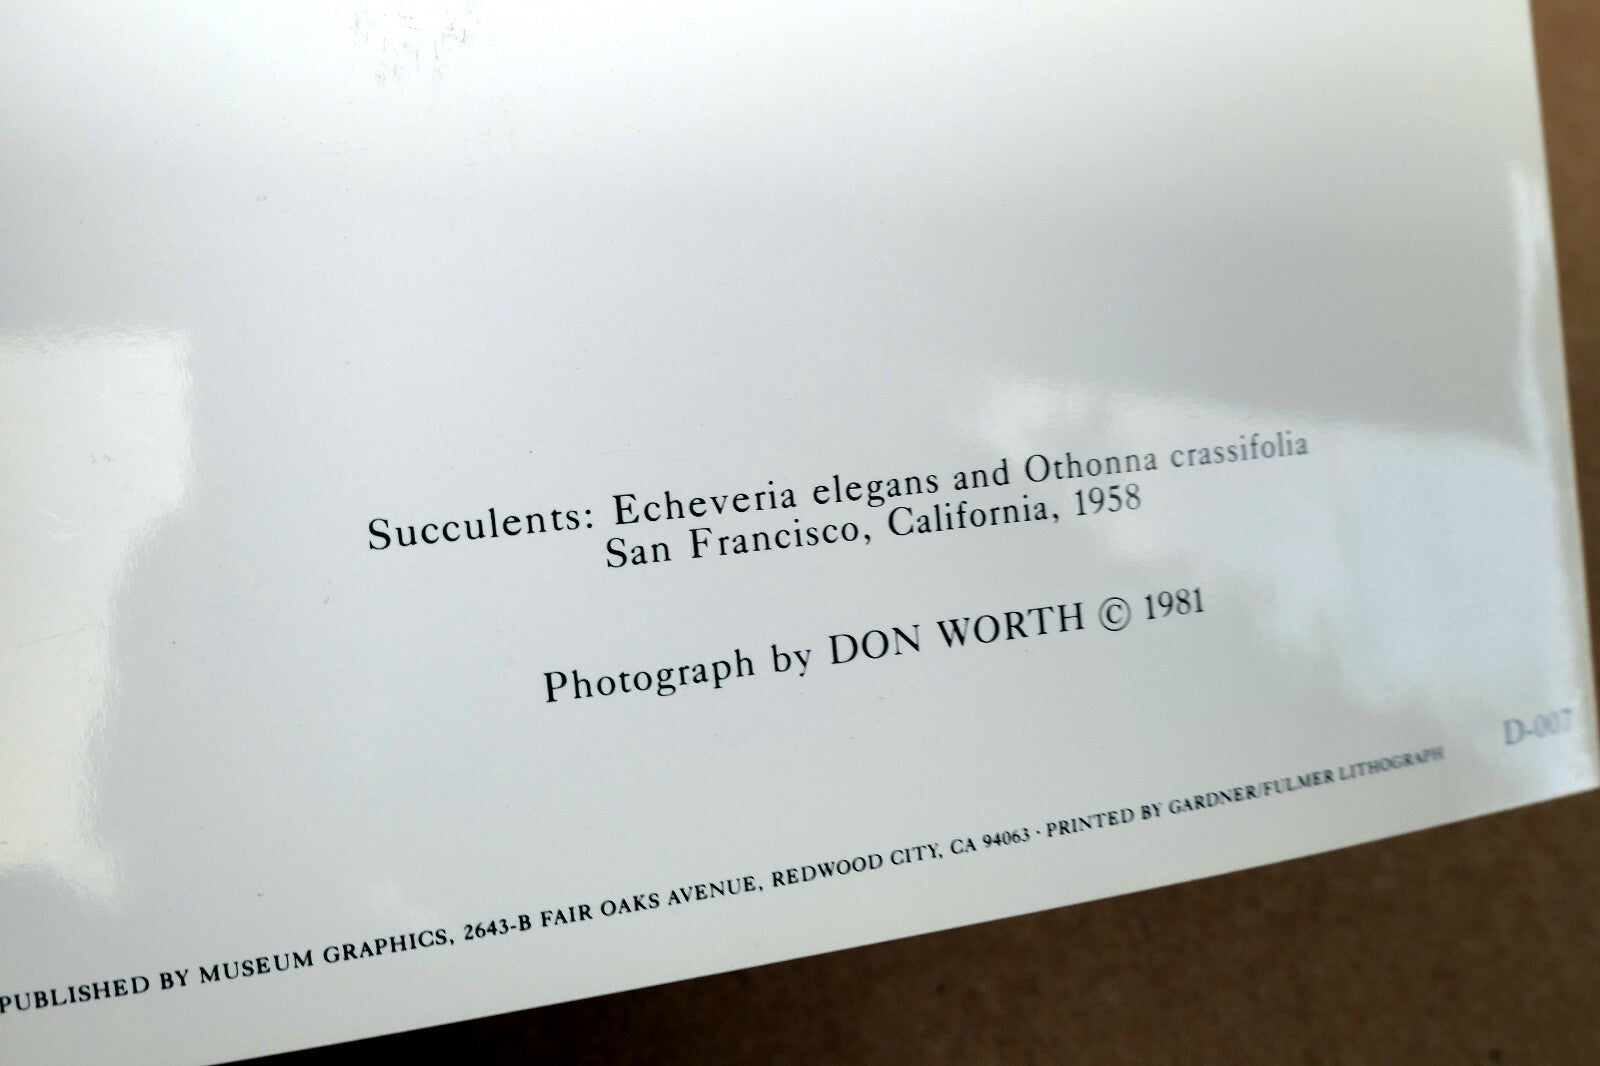 Succulents: Echeveria elegans and Othonna crassifolia
San Francisco, California, 1958
Photograph by DON WORTH © 1981
D-007
PUBLISHED BY MUSEUM GRAPHICS, 2643-B FAIR OAKS AVENUE, REDWOOD CITY, CA 94063 · PRINTED BY GARDNER/FULMER LITHOGRAPH